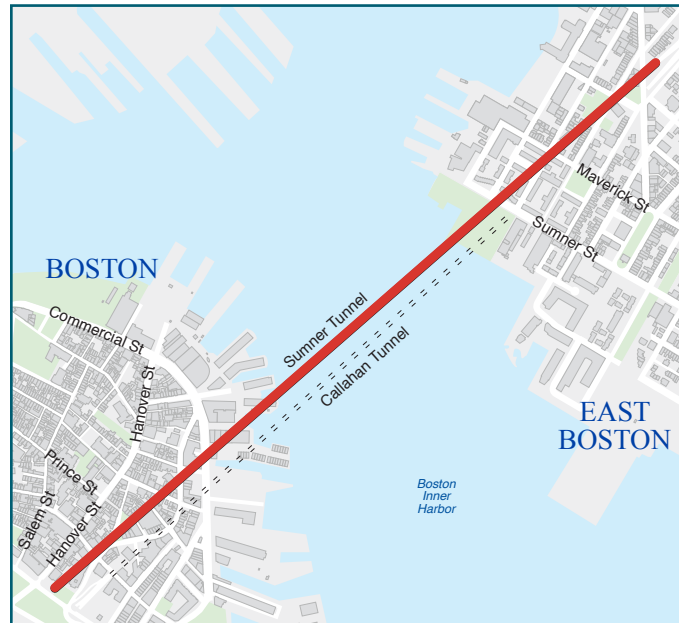 Maverick St
Sumner St
BOSTON
Commercial St
Sumner Tunnel
Callahan Tunnel
Hanover St
EAST
BOSTON
Prince St
Boston
Inner
Harbor
Salem St
Hanover St